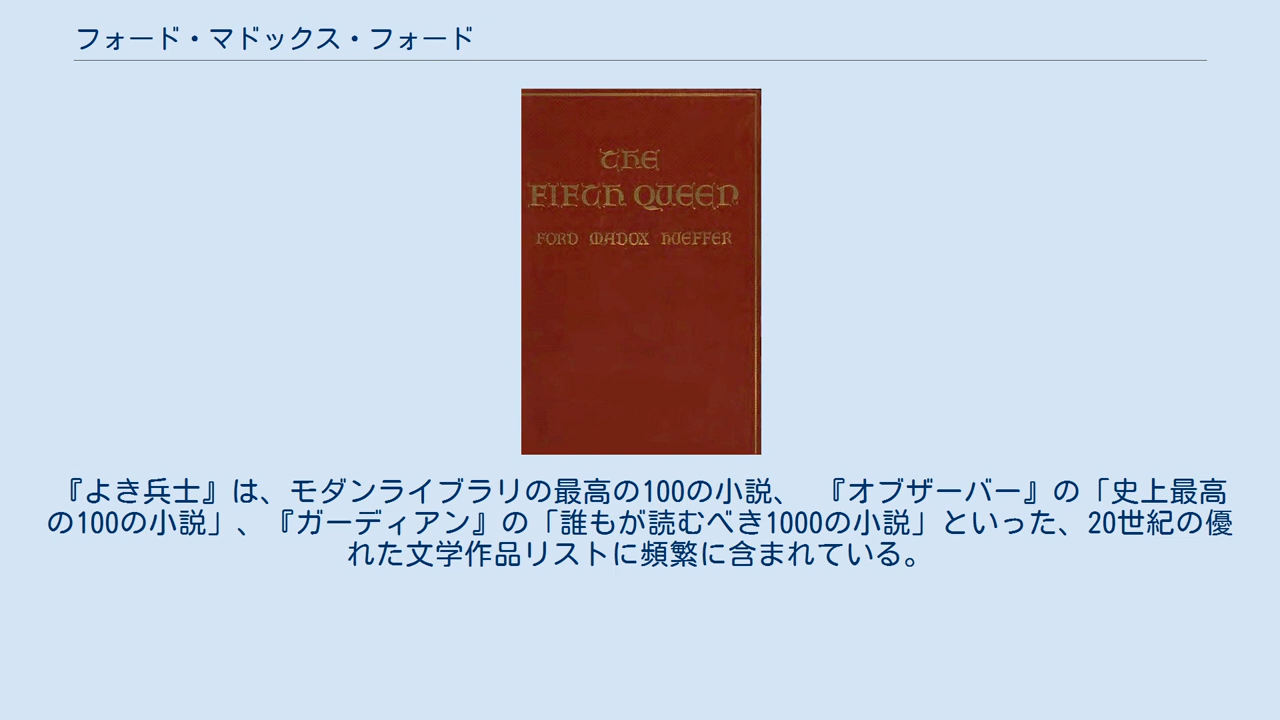 フォード・マドックス・フォード
THE
FIFTH QUEEN
FORD MADOX HUEFFER
『よき兵士』は、モダンライブラリの最高の100の小説、 『オブザーバー』の「史上最高
の100の小説」、『ガーディアン』の「誰もが読むべき1000の小説」といった、20世紀の優
れた文学作品リストに頻繁に含まれている。